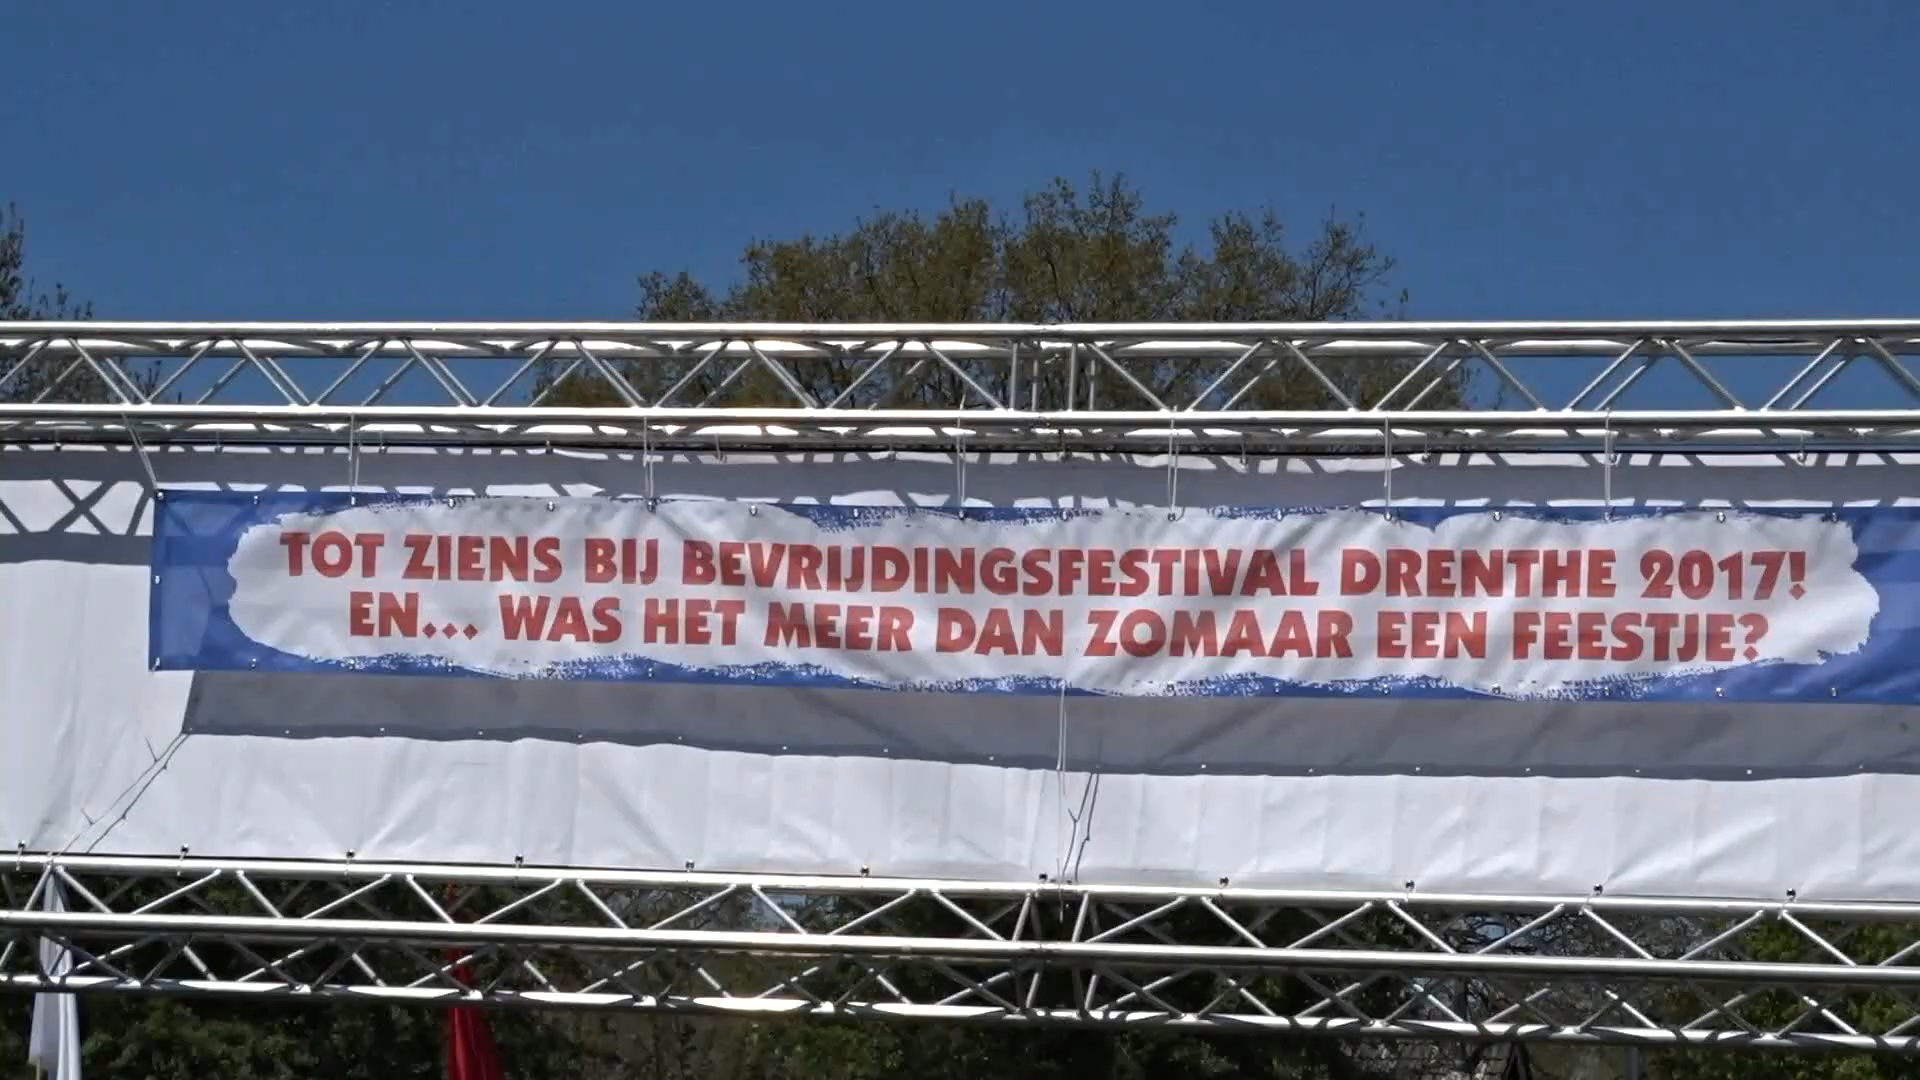 TOT ZIENS BIJ BEVRIJDINGSFESTIVAL DRENTHE 2017!
EN... WAS HET MEER DAN ZOMAAR EEN FEESTJE?